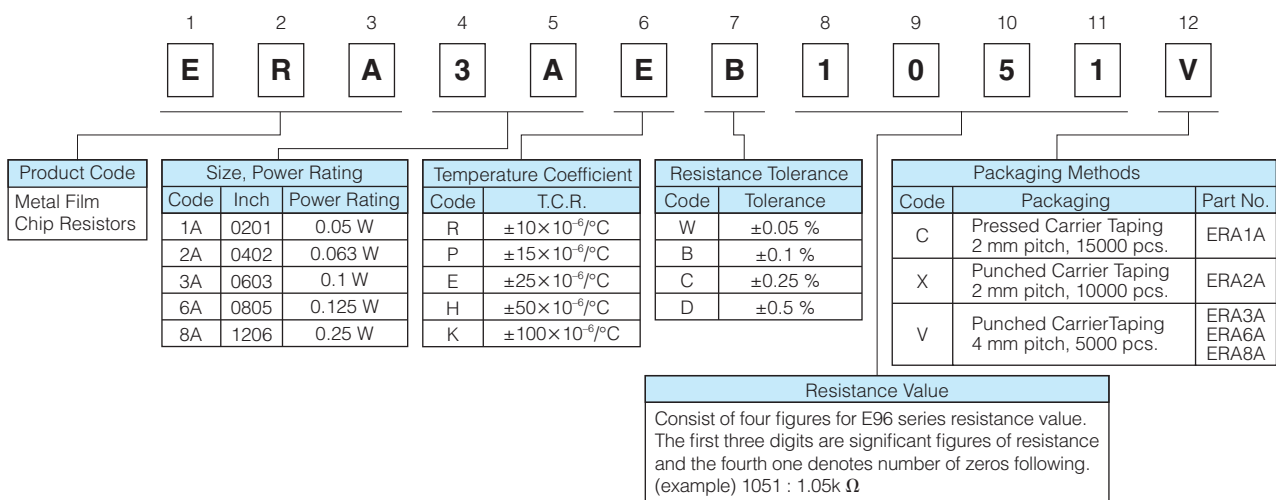 1 2 3 4 5 6 7 8 9 10 11 12
E R A 3 A E B 1 0 5 1 V
Product Code
Metal Film
Chip Resistors
Size, Power Rating
Code Inch Power Rating
1A 0201 0.05 W
2A 0402 0.063 W
3A 0603 0.1 W
6A 0805 0.125 W
8A 1206 0.25 W
Temperature Coefficient
Code T.C.R.
R ±10×10⁻⁶/°C
P ±15×10⁻⁶/°C
E ±25×10⁻⁶/°C
H ±50×10⁻⁶/°C
K ±100×10⁻⁶/°C
Resistance Tolerance
Code Tolerance
W ±0.05 %
B ±0.1 %
C ±0.25 %
D ±0.5 %
Packaging Methods
Code Packaging Part No.
C Pressed Carrier Taping
2 mm pitch, 15000 pcs. ERA1A
X Punched Carrier Taping
2 mm pitch, 10000 pcs. ERA2A
V Punched CarrierTaping
4 mm pitch, 5000 pcs. ERA3A
ERA6A
ERA8A
Resistance Value
Consist of four figures for E96 series resistance value.
The first three digits are significant figures of resistance
and the fourth one denotes number of zeros following.
(example) 1051 : 1.05k Ω